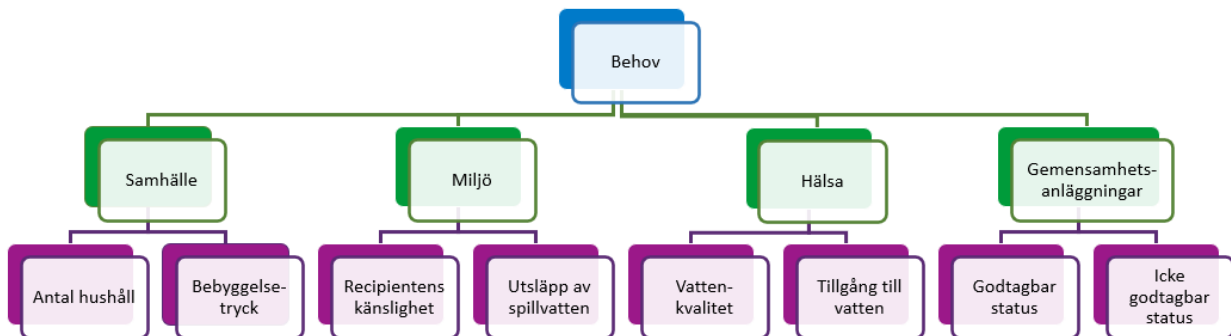 Behov
Samhälle
Miljö
Hälsa
Gemensamhets-
anläggningar
Antal hushåll
Bebyggelse-
tryck
Recipientens
känslighet
Utsläpp av
spillvatten
Vatten-
kvalitet
Tillgång till
vatten
Godtagbar
status
Icke
godtagbar
status